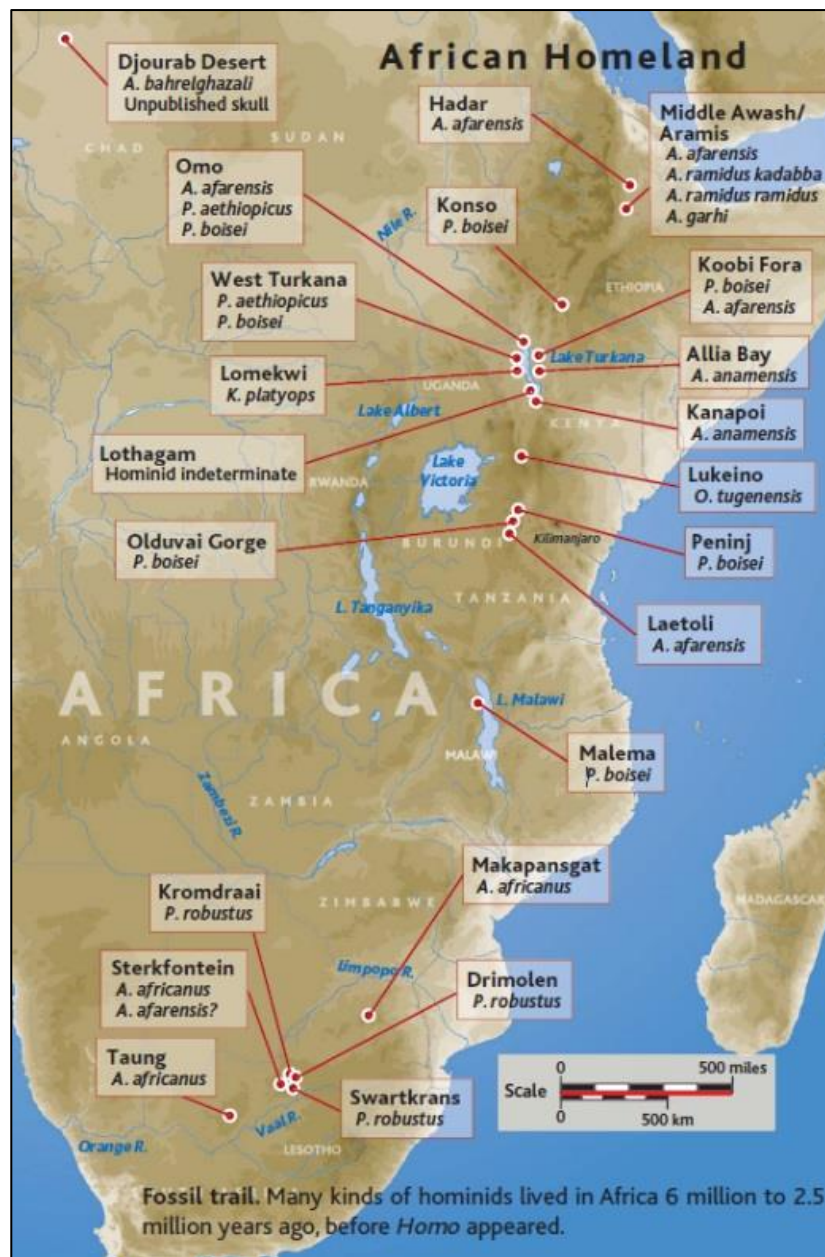 African Homeland
Djourab Desert
A. bahrelghazali
Unpublished skull
Hadar
A. afarensis
Middle Awash/
Aramis
A. afarensis
A. ramidus kadabba
A. ramidus ramidus
A. garhi
CHAD
SUDAN
Omo
A. afarensis
P. aethiopicus
P. boisei
Konso
P. boisei
Nile R.
ETHIOPIA
Koobi Fora
P. boisei
A. afarensis
West Turkana
P. aethiopicus
P. boisei
Lake Turkana
Allia Bay
A. anamensis
Lomekwi
K. platyops
UGANDA
Lake Albert
Kanapoi
A. anamensis
KENYA
Lothagam
Hominid indeterminate
Lake
Victoria
RWANDA
Lukeino
O. tugenensis
Olduvai Gorge
P. boisei
BURUNDI
Kilimanjaro
Peninj
P. boisei
L. Tanganyika
TANZANIA
Laetoli
A. afarensis
AFRICA
L. Malawi
ANGOLA
MALAWI
Malema
P. boisei
Zambezi R.
ZAMBIA
Makapansgat
A. africanus
Kromdraai
P. robustus
ZIMBABWE
MADAGASCAR
Sterkfontein
A. africanus
A. afarensis?
Limpopo R.
Drimolen
P. robustus
Taung
A. africanus
Swartkrans
P. robustus
Vaal R.
Orange R.
LESOTHO
0 500 miles
Scale
0 500 km
Fossil trail. Many kinds of hominids lived in Africa 6 million to 2.5
million years ago, before Homo appeared.